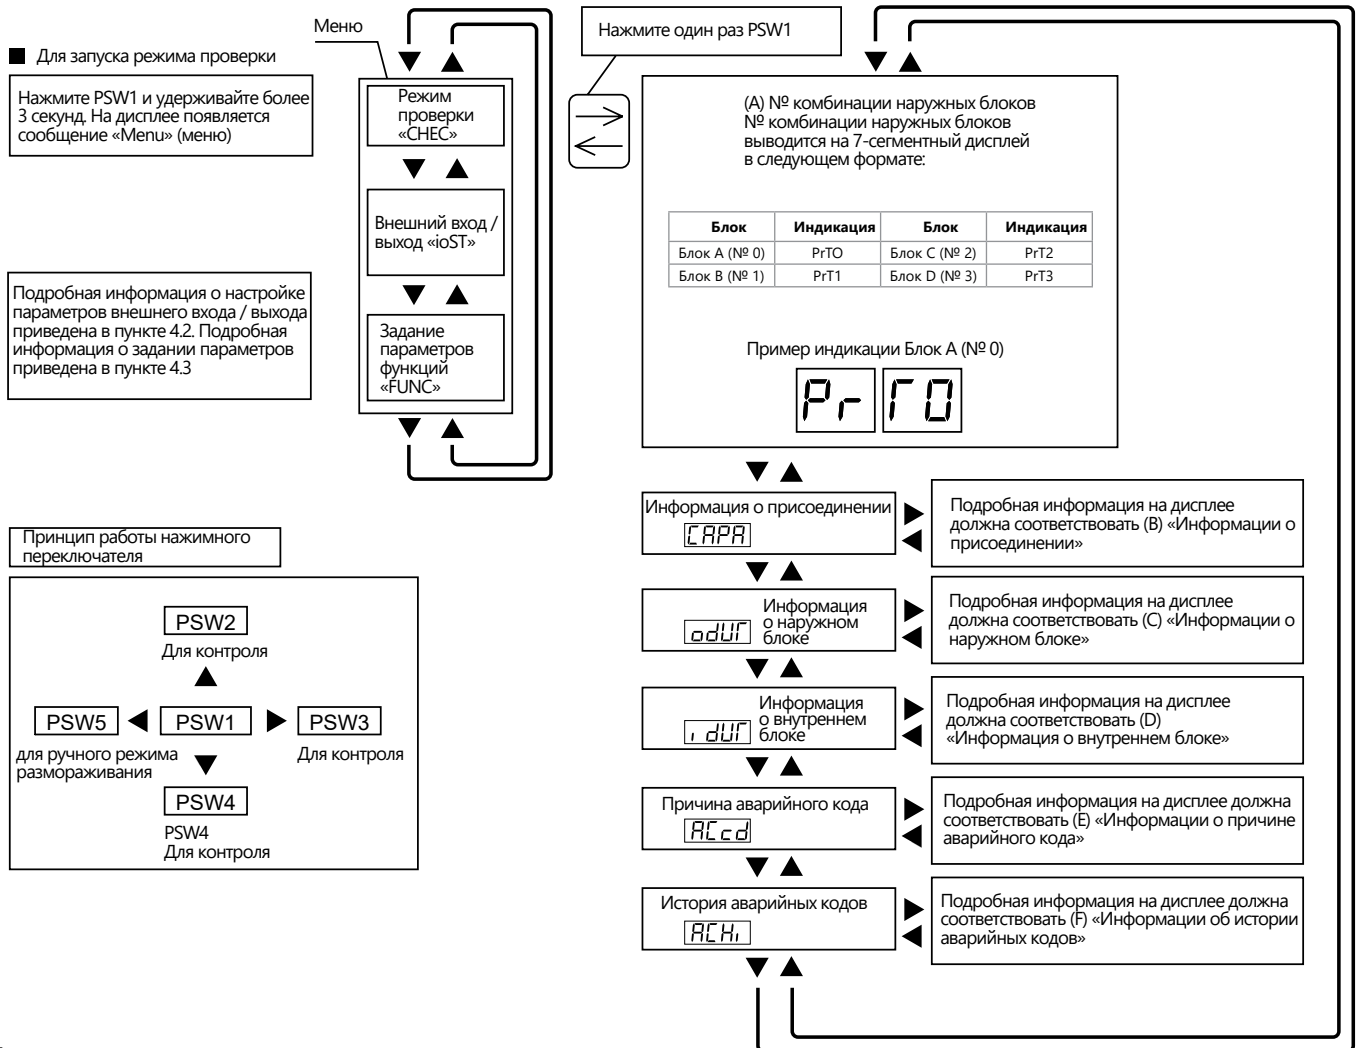 Меню
■ Для запуска режима проверки
Нажмите PSW1 и удерживайте более
3 секунд. На дисплее появляется
сообщение «Menu» (меню)
Режим
проверки
«CHEC»
Внешний вход /
выход «ioST»
Задание
параметров
функций
«FUNC»
Подробная информация о настройке
параметров внешнего входа / выхода
приведена в пункте 4.2. Подробная
информация о задании параметров
приведена в пункте 4.3
Принцип работы нажимного
переключателя
PSW2
Для контроля
PSW5 PSW1 PSW3
для ручного режима
размораживания
Для контроля
PSW4
PSW4
Для контроля
Нажмите один раз PSW1
(A) № комбинации наружных блоков
№ комбинации наружных блоков
выводится на 7-сегментный дисплей
в следующем формате:
Блок Индикация Блок Индикация
Блок A (№ 0) PrTO Блок C (№ 2) PrT2
Блок B (№ 1) PrT1 Блок D (№ 3) PrT3
Пример индикации Блок A (№ 0)
Pr T0
Информация о присоединении
CAPA
Подробная информация на дисплее
должна соответствовать (B) «Информации о
присоединении»
Информация
о наружном
блоке
odUT
Подробная информация на дисплее
должна соответствовать (C) «Информации о
наружном блоке»
Информация
о внутреннем
блоке
idUT
Подробная информация на дисплее
должна соответствовать (D)
«Информация о внутреннем блоке»
Причина аварийного кода
ACcd
Подробная информация на дисплее должна
соответствовать (E) «Информации о причине
аварийного кода»
История аварийных кодов
ACHi
Подробная информация на дисплее должна
соответствовать (F) «Информации об истории
аварийных кодов»